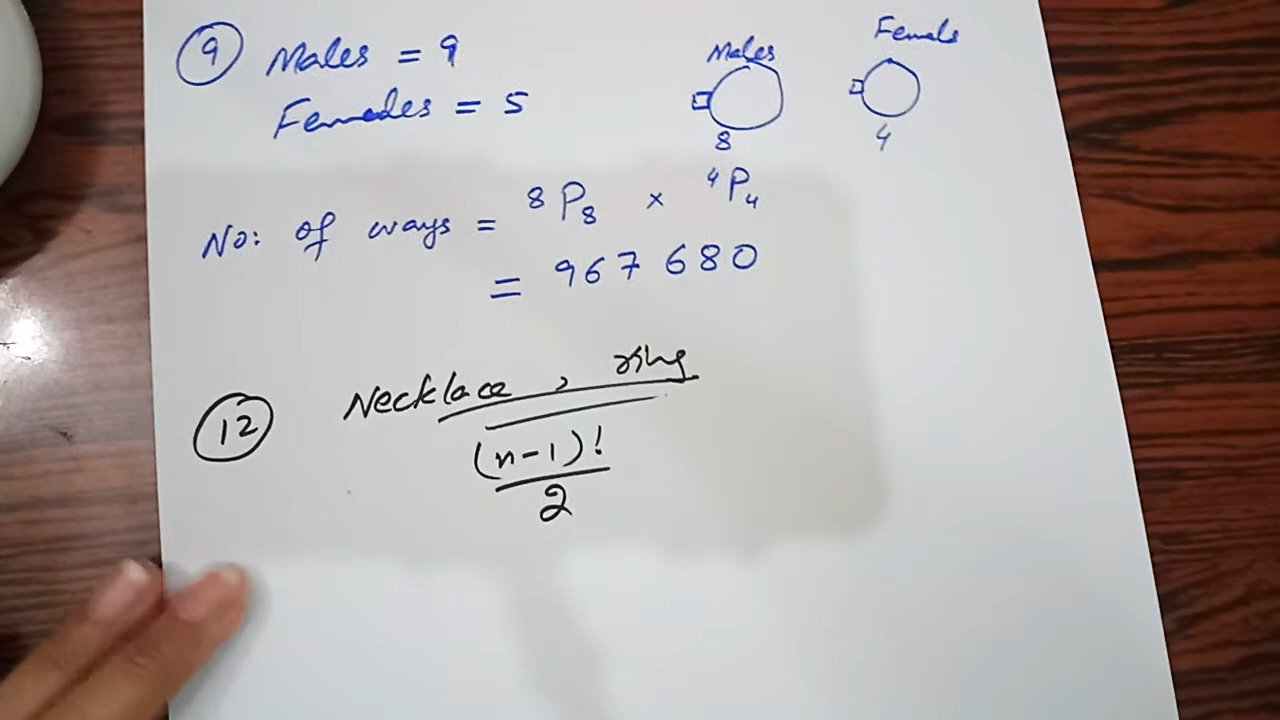 9 Males = 9
Females = 5
Males Female
8 4
No: of ways = ⁸P₈ × ⁴P₄
= 967 680
12 Necklace, ring
(n-1)!
2